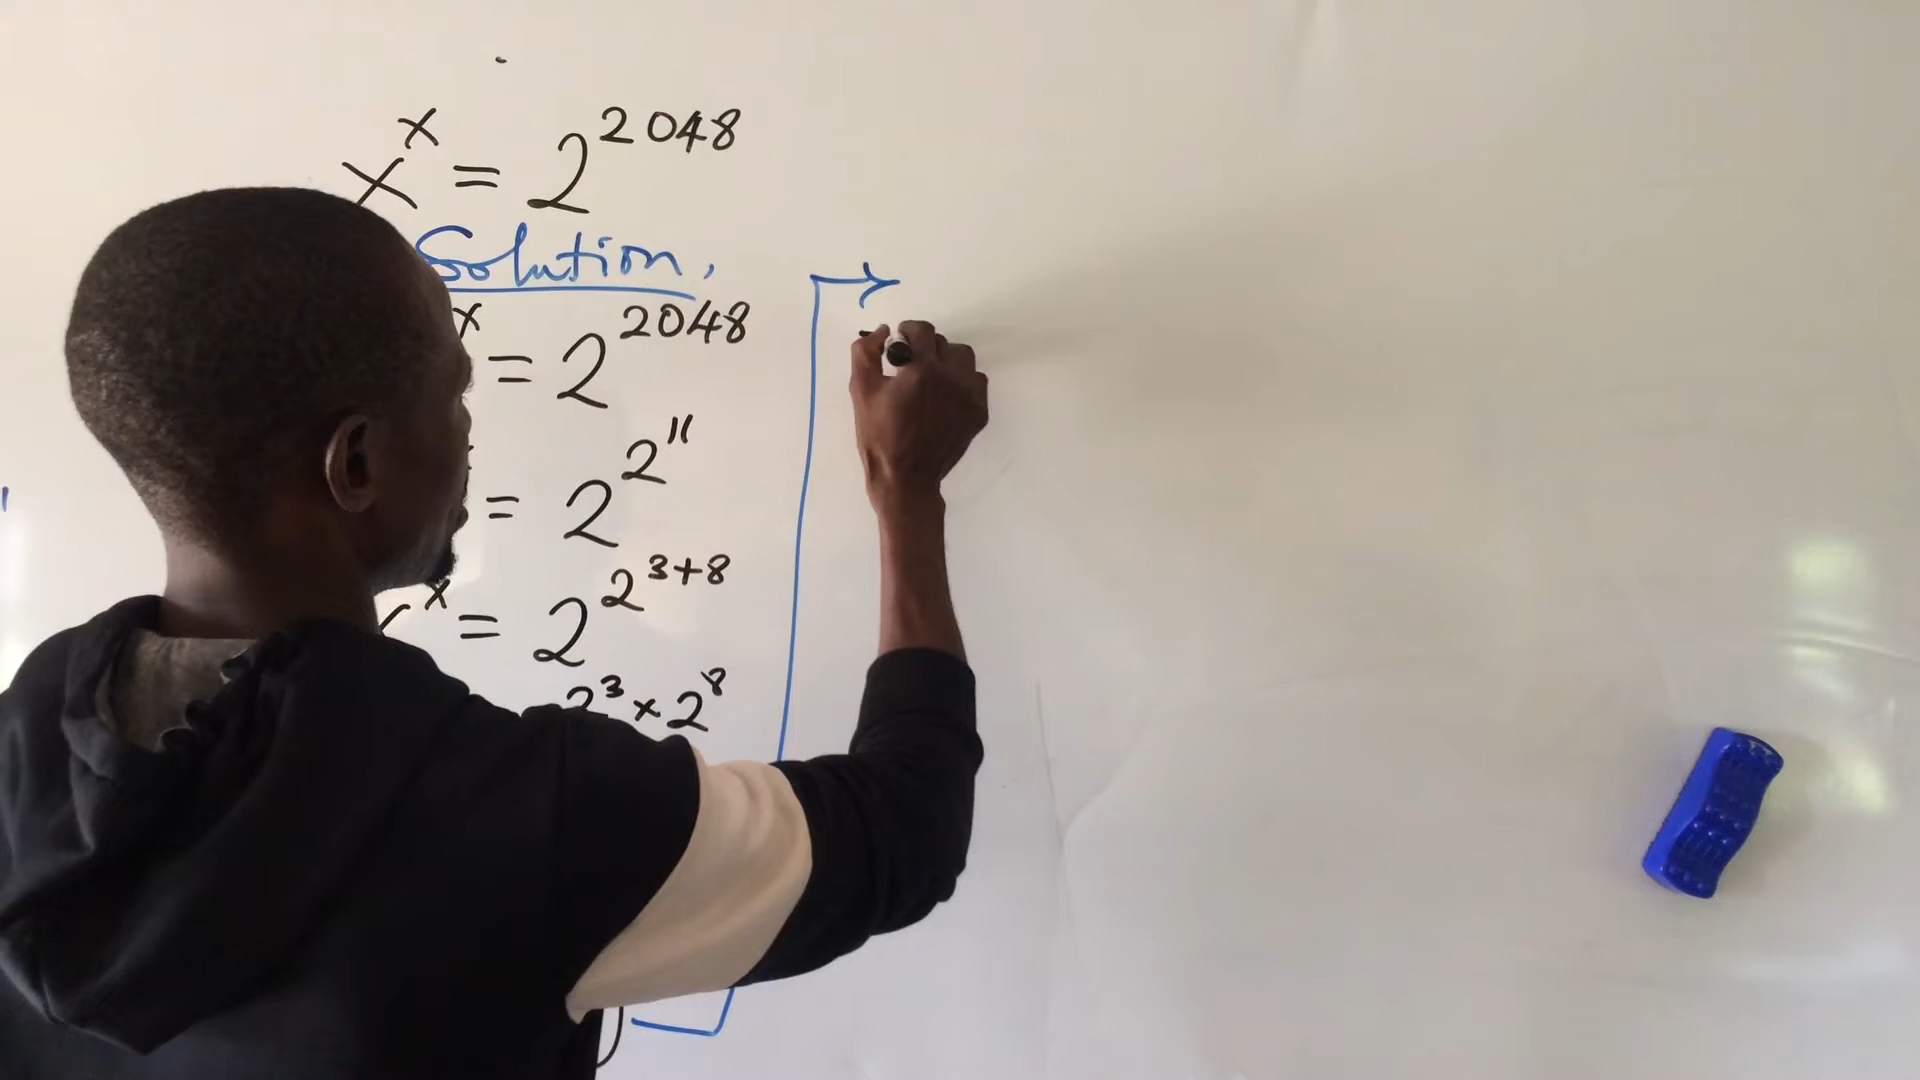 x^x = 2^2048
Solution,
x = 2^2048
= 2^2^11
x^x = 2^2^3+8
2^3 × 2^8